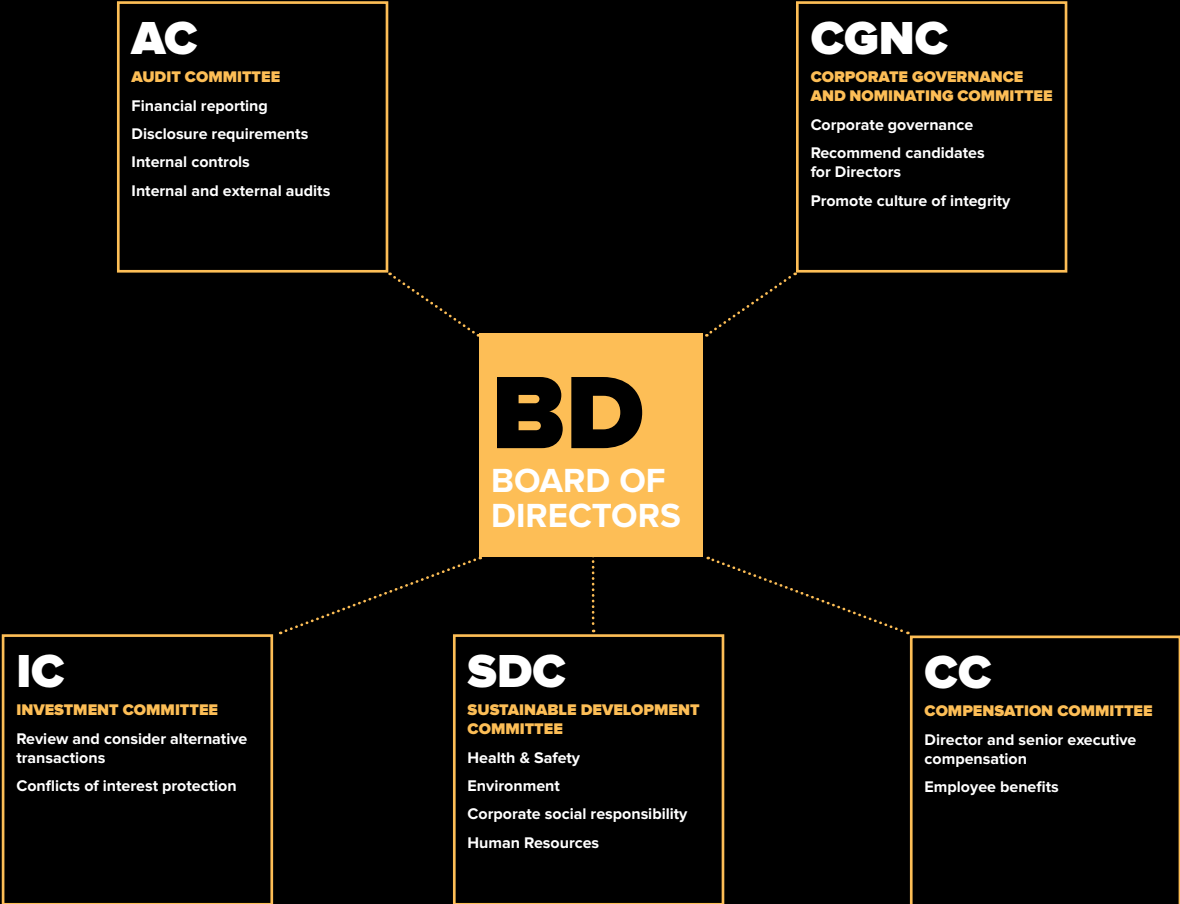 AC
AUDIT COMMITTEE
Financial reporting
Disclosure requirements
Internal controls
Internal and external audits
CGNC
CORPORATE GOVERNANCE
AND NOMINATING COMMITTEE
Corporate governance
Recommend candidates
for Directors
Promote culture of integrity
BD
BOARD OF
DIRECTORS
IC
INVESTMENT COMMITTEE
Review and consider alternative
transactions
Conflicts of interest protection
SDC
SUSTAINABLE DEVELOPMENT
COMMITTEE
Health & Safety
Environment
Corporate social responsibility
Human Resources
CC
COMPENSATION COMMITTEE
Director and senior executive
compensation
Employee benefits